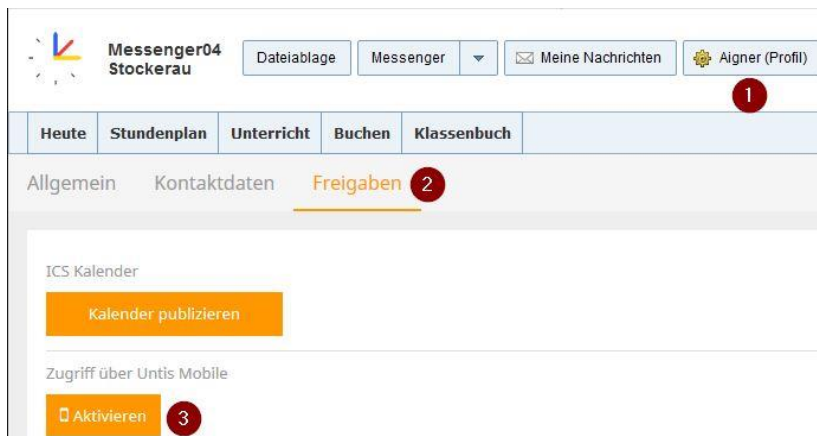 Messenger04
Stockerau
Dateiablage
Messenger
Meine Nachrichten
Aigner (Profil)
1
Heute Stundenplan Unterricht Buchen Klassenbuch
Allgemein Kontaktdaten Freigaben 2
ICS Kalender
Kalender publizieren
Zugriff über Untis Mobile
Aktivieren 3